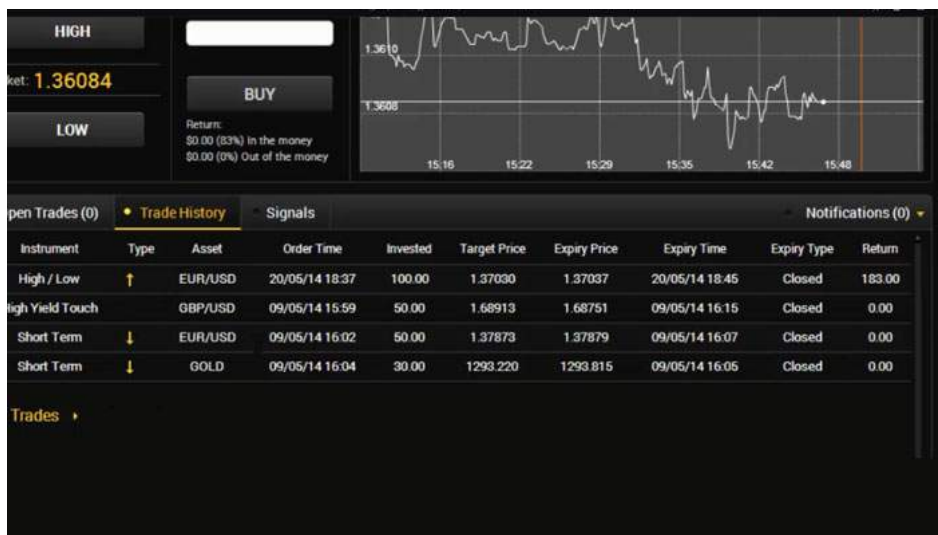 HIGH
ket: 1.36084
LOW
BUY
Return:
$0.00 (83%) In the money
$0.00 (0%) Out of the money
1.3610
1.3608
15:16 15:22 15:29 15:35 15:42 15:48
pen Trades (0) Trade History Signals Notifications (0)
Instrument Type Asset Order Time Invested Target Price Expiry Price Expiry Time Expiry Type Return
High / Low ↑ EUR/USD 20/05/14 18:37 100.00 1.37030 1.37037 20/05/14 18:45 Closed 183.00
igh Yield Touch GBP/USD 09/05/14 15:59 50.00 1.68913 1.68751 09/05/14 16:15 Closed 0.00
Short Term ↓ EUR/USD 09/05/14 16:02 50.00 1.37873 1.37879 09/05/14 16:07 Closed 0.00
Short Term ↓ GOLD 09/05/14 16:04 30.00 1293.220 1293.815 09/05/14 16:05 Closed 0.00
Trades